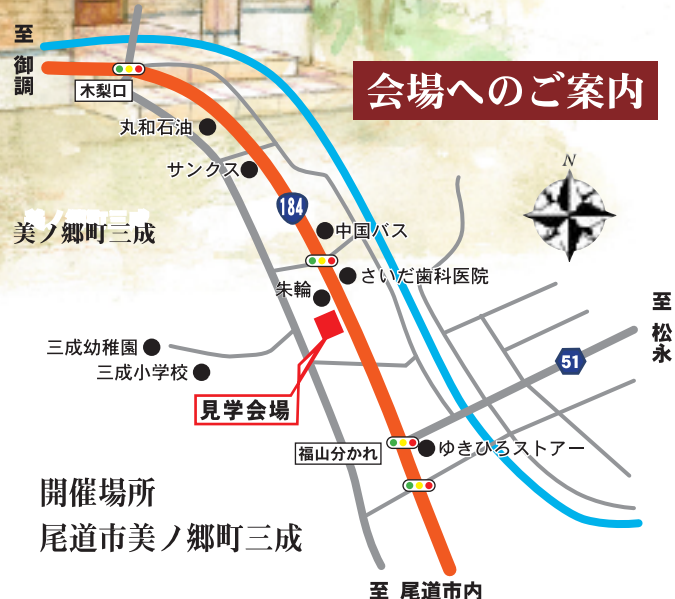 至 御調
木梨口
会場へのご案内
丸和石油
サンクス
N
184
美ノ郷町三成
中国バス
さいだ歯科医院
朱輪
至 松永
三成幼稚園
三成小学校
51
見学会場
福山分かれ
ゆきひろストアー
開催場所
尾道市美ノ郷町三成
至 尾道市内